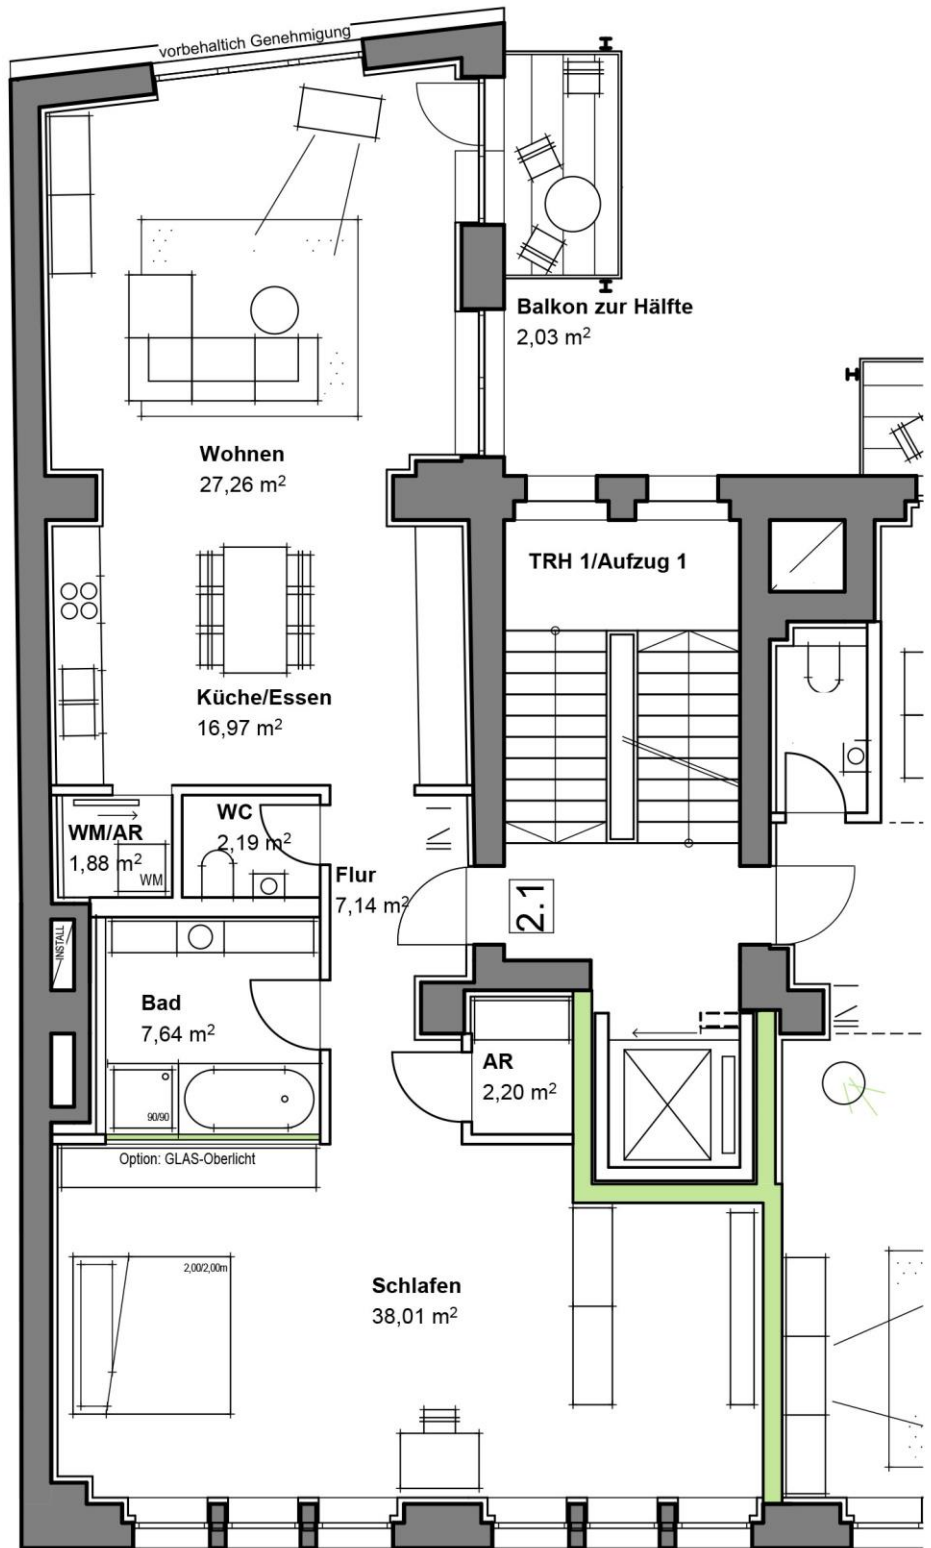 vorbehaltich Genehmigung
Balkon zur Hälfte
2,03 m²
Wohnen
27,26 m²
TRH 1/Aufzug 1
Küche/Essen
16,97 m²
WM/AR
1,88 m²
WM
WC
2,19 m²
Flur
7,14 m²
2.1
INSTALL
Bad
7,64 m²
90/90
AR
2,20 m²
Option: GLAS-Oberlicht
2,00/2,00m
Schlafen
38,01 m²